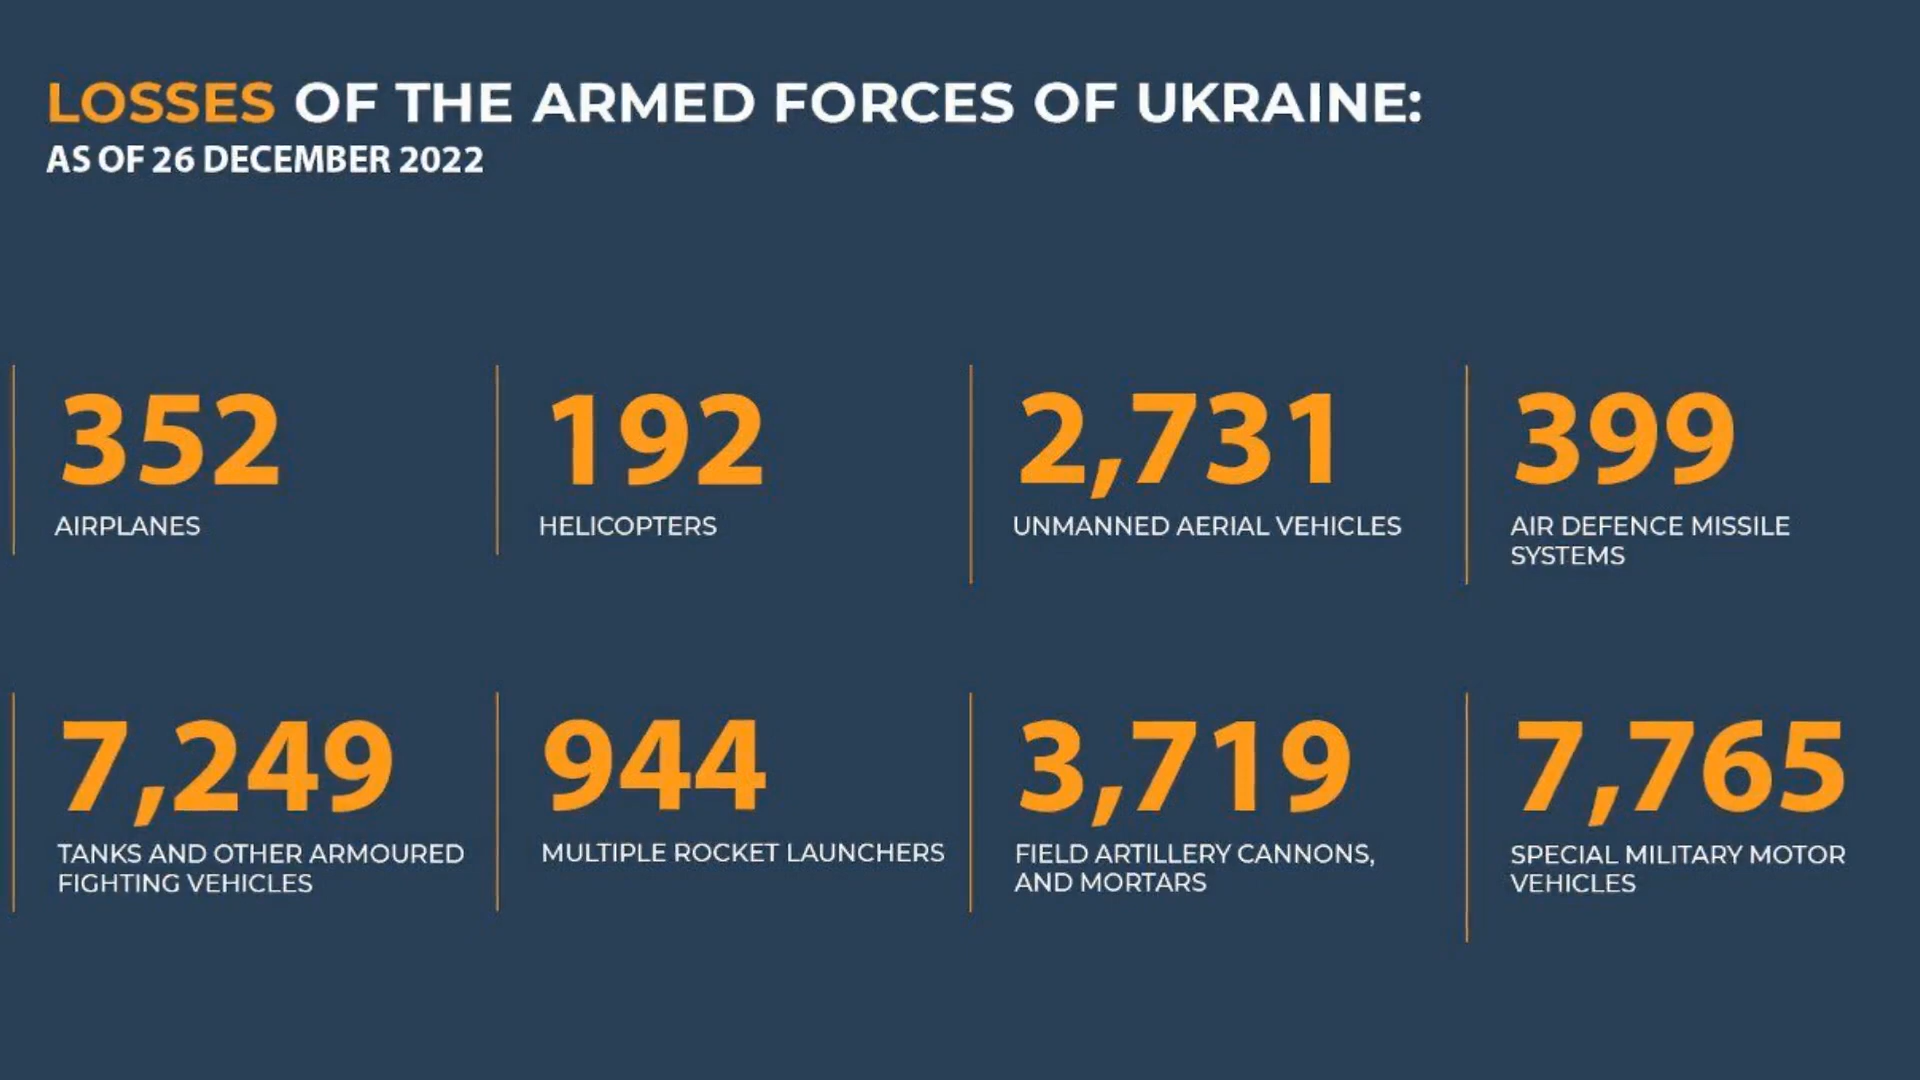 LOSSES OF THE ARMED FORCES OF UKRAINE:
AS OF 26 DECEMBER 2022
352
AIRPLANES
192
HELICOPTERS
2,731
UNMANNED AERIAL VEHICLES
399
AIR DEFENCE MISSILE
SYSTEMS
7,249
TANKS AND OTHER ARMOURED
FIGHTING VEHICLES
944
MULTIPLE ROCKET LAUNCHERS
3,719
FIELD ARTILLERY CANNONS,
AND MORTARS
7,765
SPECIAL MILITARY MOTOR
VEHICLES